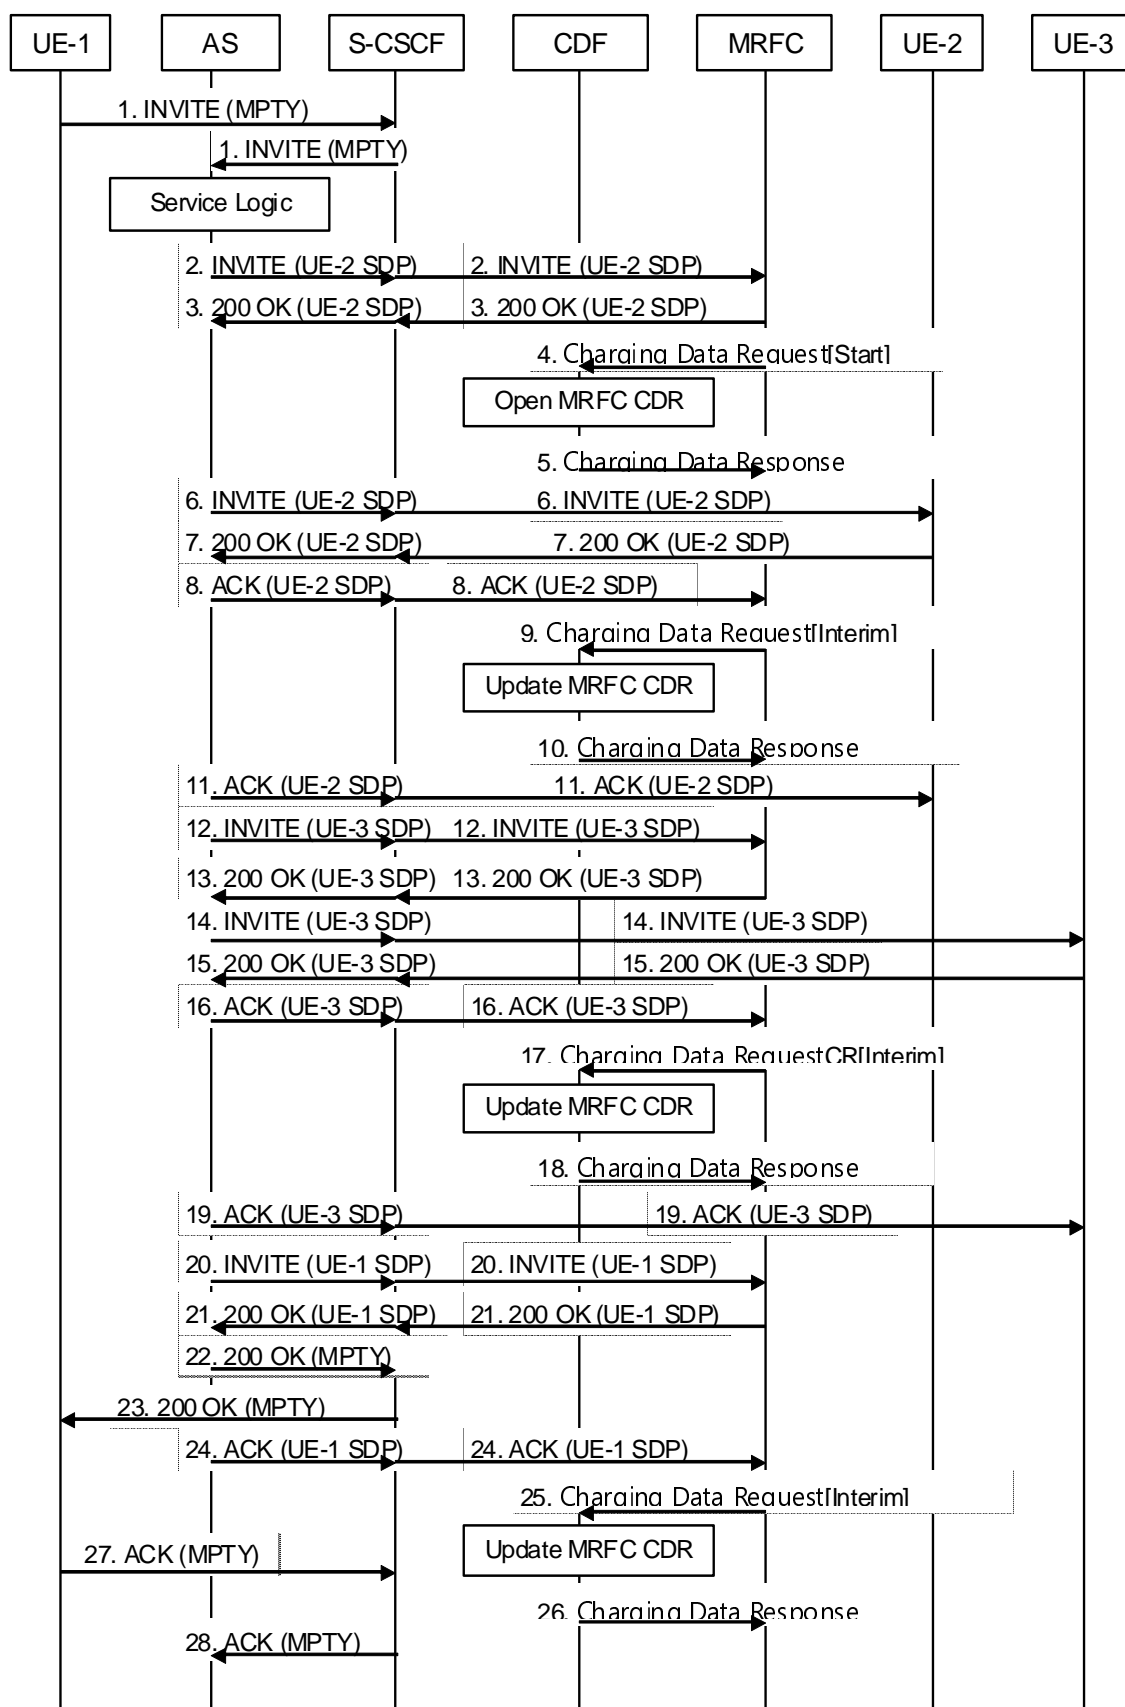 UE-1 AS S-CSCF CDF MRFC UE-2 UE-3
1. INVITE (MPTY)
1. INVITE (MPTY)
Service Logic
2. INVITE (UE-2 SDP) 2. INVITE (UE-2 SDP)
3. 200 OK (UE-2 SDP) 3. 200 OK (UE-2 SDP)
4. Charging Data Request[Start]
Open MRFC CDR
5. Charging Data Response
6. INVITE (UE-2 SDP) 6. INVITE (UE-2 SDP)
7. 200 OK (UE-2 SDP) 7. 200 OK (UE-2 SDP)
8. ACK (UE-2 SDP) 8. ACK (UE-2 SDP)
9. Charging Data Request[Interim]
Update MRFC CDR
10. Charging Data Response
11. ACK (UE-2 SDP) 11. ACK (UE-2 SDP)
12. INVITE (UE-3 SDP) 12. INVITE (UE-3 SDP)
13. 200 OK (UE-3 SDP) 13. 200 OK (UE-3 SDP)
14. INVITE (UE-3 SDP) 14. INVITE (UE-3 SDP)
15. 200 OK (UE-3 SDP) 15. 200 OK (UE-3 SDP)
16. ACK (UE-3 SDP) 16. ACK (UE-3 SDP)
17. Charging Data RequestCR[Interim]
Update MRFC CDR
18. Charging Data Response
19. ACK (UE-3 SDP) 19. ACK (UE-3 SDP)
20. INVITE (UE-1 SDP) 20. INVITE (UE-1 SDP)
21. 200 OK (UE-1 SDP) 21. 200 OK (UE-1 SDP)
22. 200 OK (MPTY)
23. 200 OK (MPTY)
24. ACK (UE-1 SDP) 24. ACK (UE-1 SDP)
25. Charging Data Request[Interim]
Update MRFC CDR
27. ACK (MPTY)
26. Charging Data Response
28. ACK (MPTY)